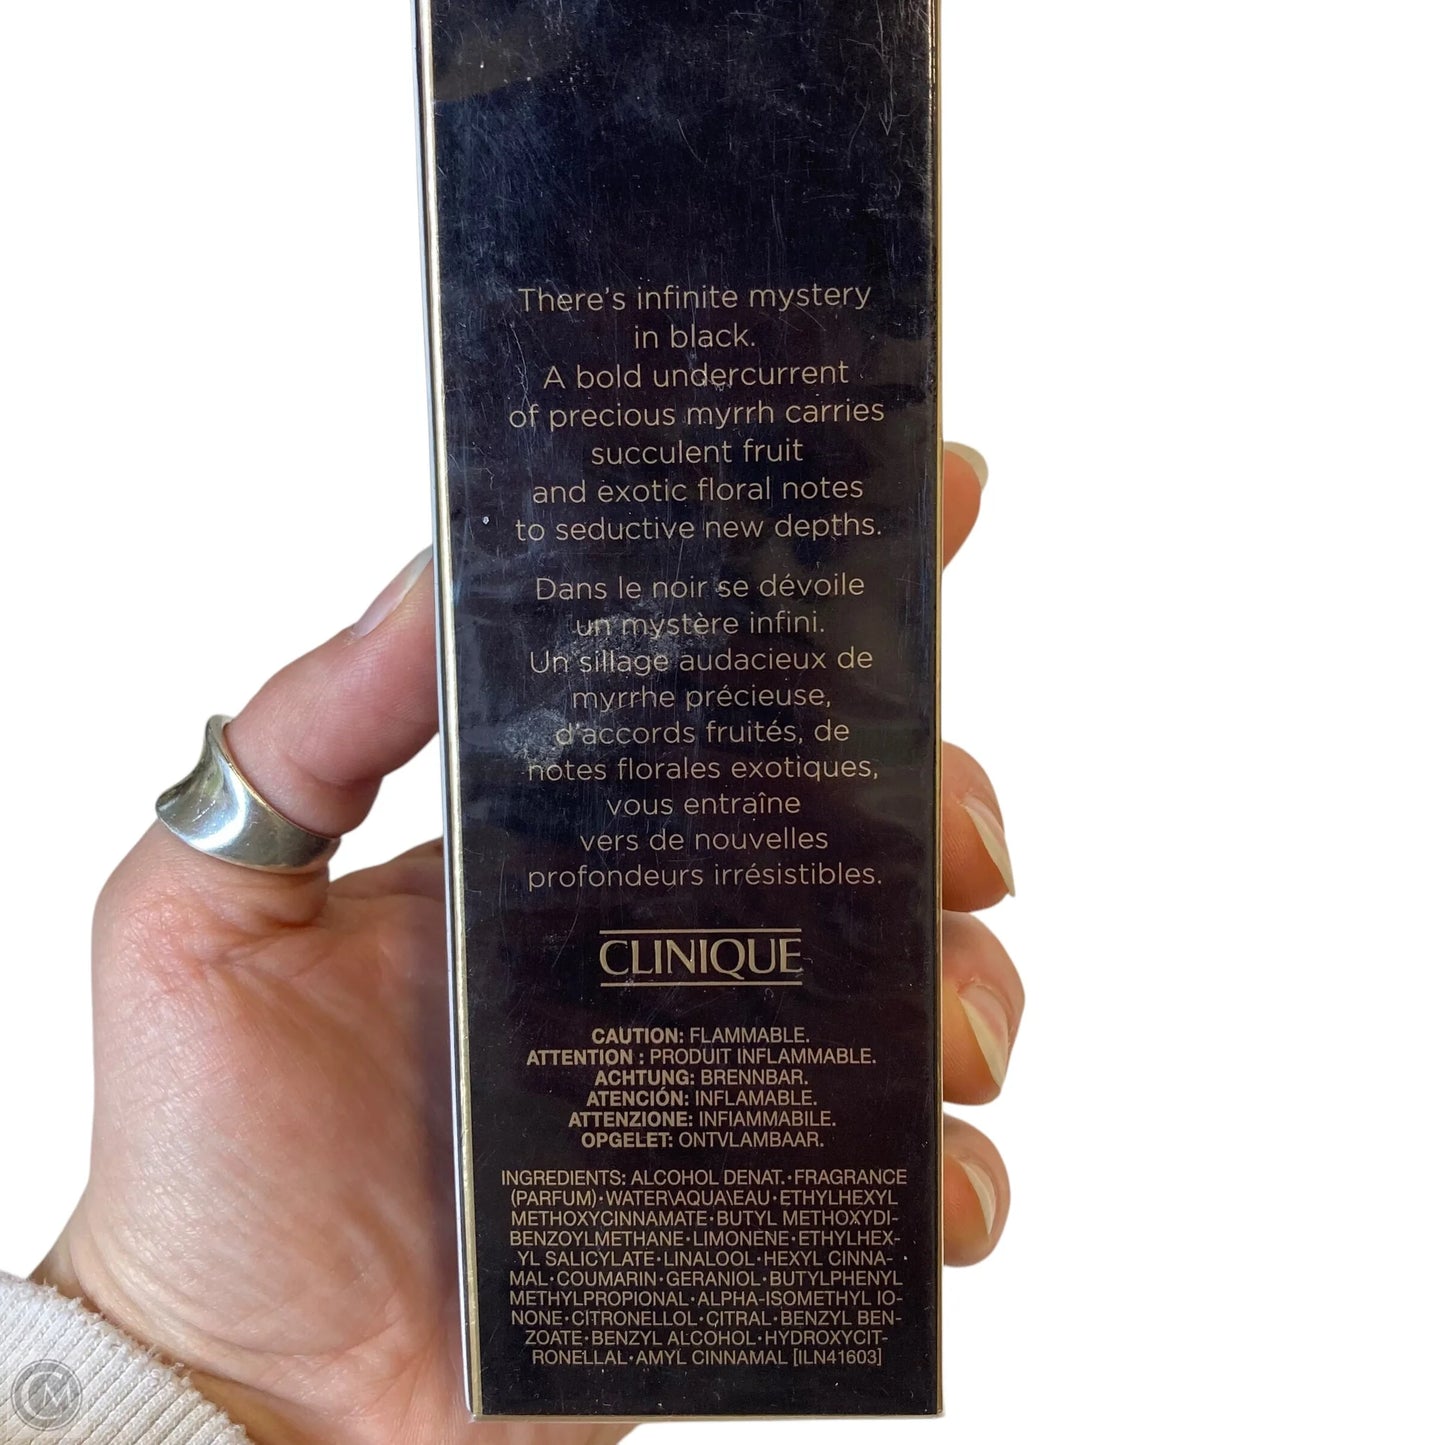 There's infinite mystery
in black.
A bold undercurrent
of precious myrrh carries
succulent fruit
and exotic floral notes
to seductive new depths.
Dans le noir se dévoile
un mystère infini.
Un sillage audacieux de
myrrhe précieuse,
d'accords fruités, de
notes florales exotiques,
vous entraîne
vers de nouvelles
profondeurs irrésistibles.
CLINIQUE
CAUTION: FLAMMABLE.
ATTENTION : PRODUIT INFLAMMABLE.
ACHTUNG: BRENNBAR.
ATENCIÓN: INFLAMABLE.
ATTENZIONE: INFIAMMABILE.
OPGELET: ONTVLAMBAAR.
INGREDIENTS: ALCOHOL DENAT.•FRAGRANCE
(PARFUM)•WATER\AQUA\EAU•ETHYLHEXYL
METHOXYCINNAMATE•BUTYL METHOXYDI-
BENZOYLMETHANE•LIMONENE•ETHYLHEX-
YL SALICYLATE•LINALOOL•HEXYL CINNA-
MAL•COUMARIN•GERANIOL•BUTYLPHENYL
METHYLPROPIONAL•ALPHA-ISOMETHYL IO-
NONE•CITRONELLOL•CITRAL•BENZYL BEN-
ZOATE•BENZYL ALCOHOL•HYDROXYCIT-
RONELLAL•AMYL CINNAMAL [ILN41603]